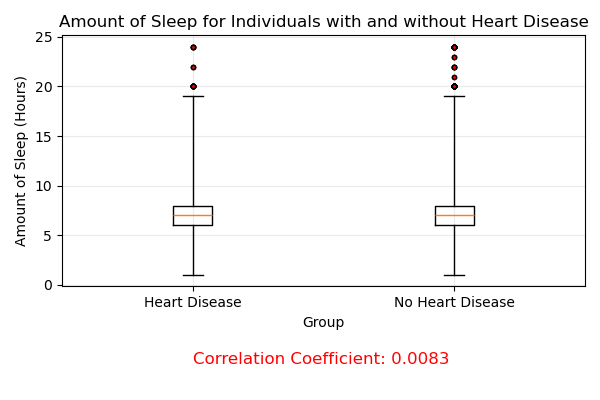 Amount of Sleep for Individuals with and without Heart Disease
Amount of Sleep (Hours)
25
20
15
10
5
0
Heart Disease
No Heart Disease
Group
Correlation Coefficient: 0.0083